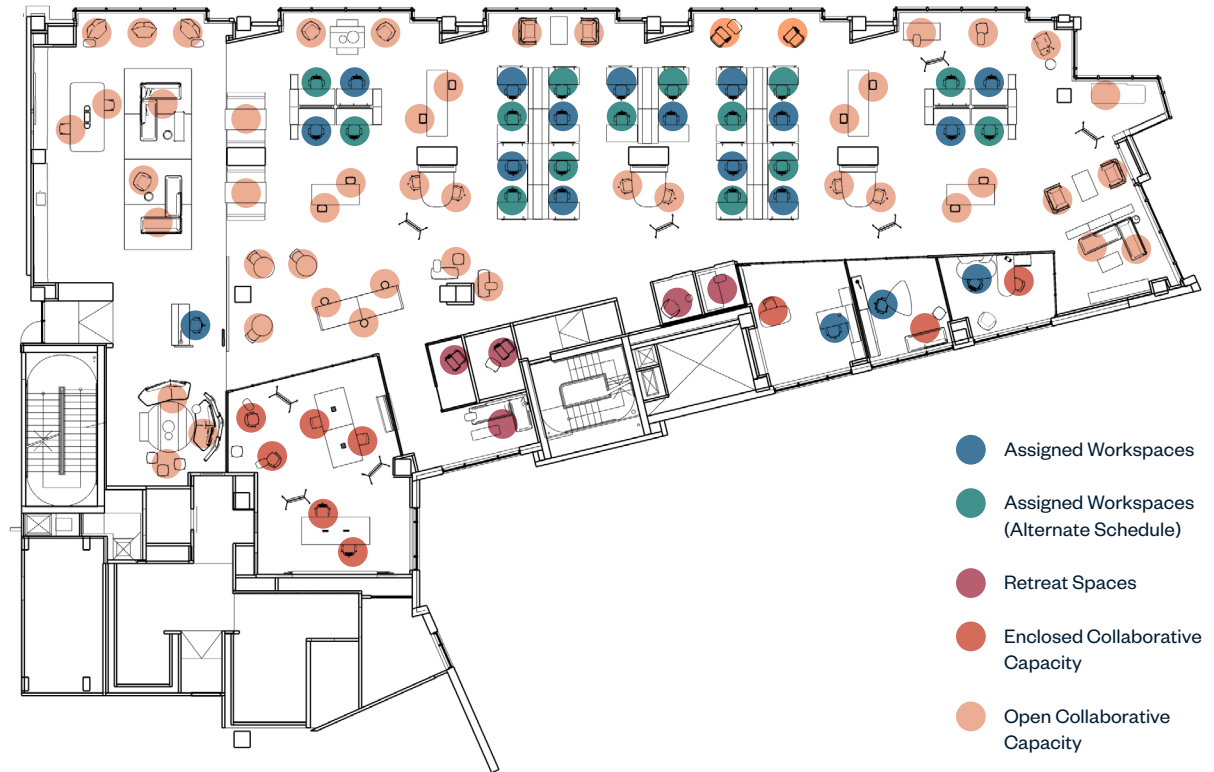 Assigned Workspaces
Assigned Workspaces
(Alternate Schedule)
Retreat Spaces
Enclosed Collaborative
Capacity
Open Collaborative
Capacity